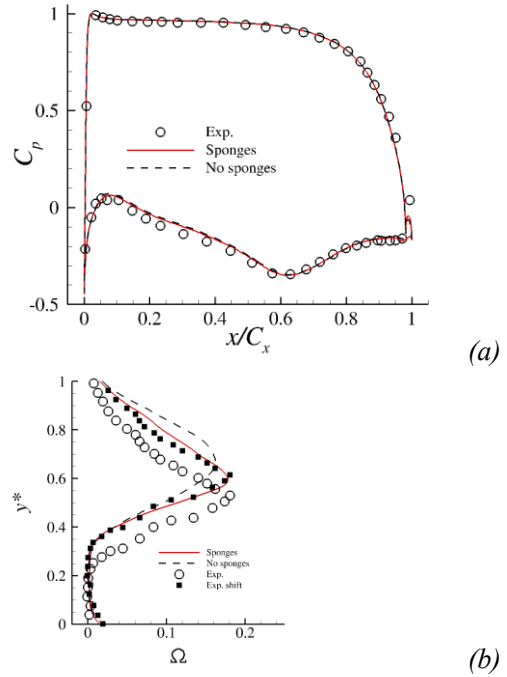 1
0.5
0
-0.5
C_p
Exp.
Sponges
No sponges
0 0.2 0.4 0.6 0.8 1
x/C_x
(a)
1
0.8
0.6
0.4
0.2
0
y*
Sponges
No sponges
Exp.
Exp. shift
0 0.1 0.2
Ω
(b)